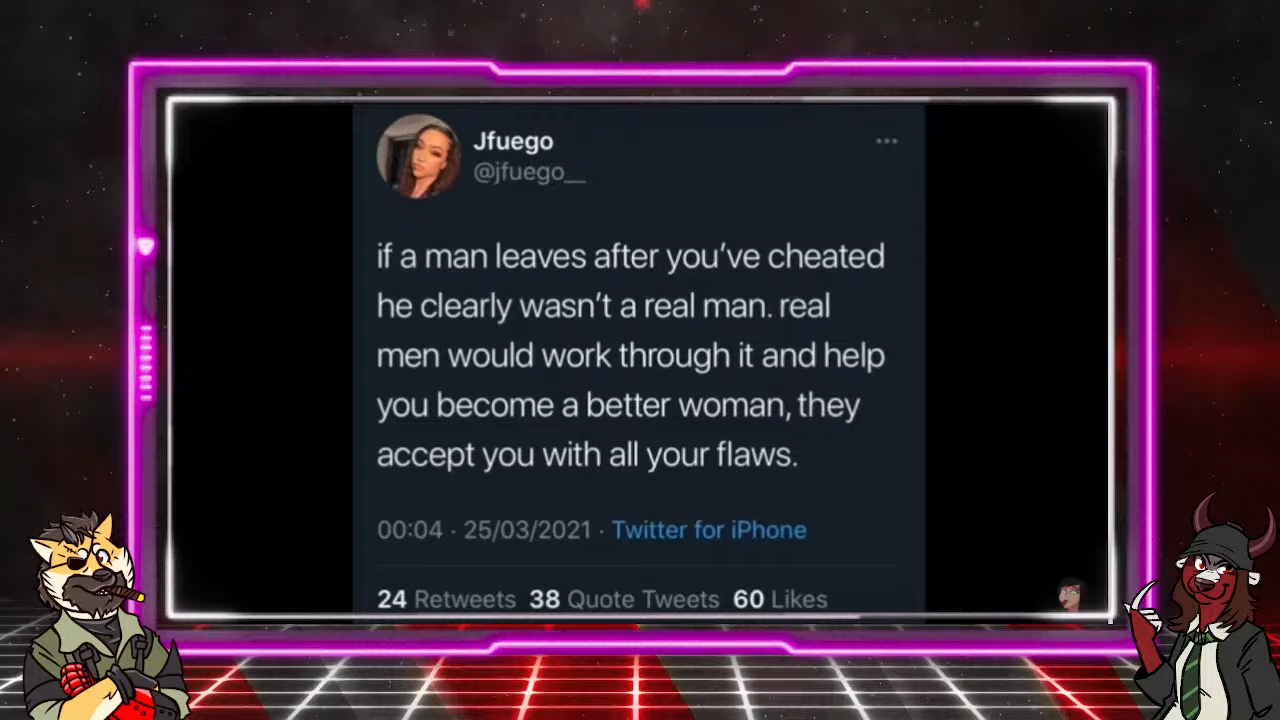 Jfuego
@jfuego__
if a man leaves after you've cheated
he clearly wasn't a real man. real
men would work through it and help
you become a better woman, they
accept you with all your flaws.
00:04 · 25/03/2021 · Twitter for iPhone
24 Retweets 38 Quote Tweets 60 Likes